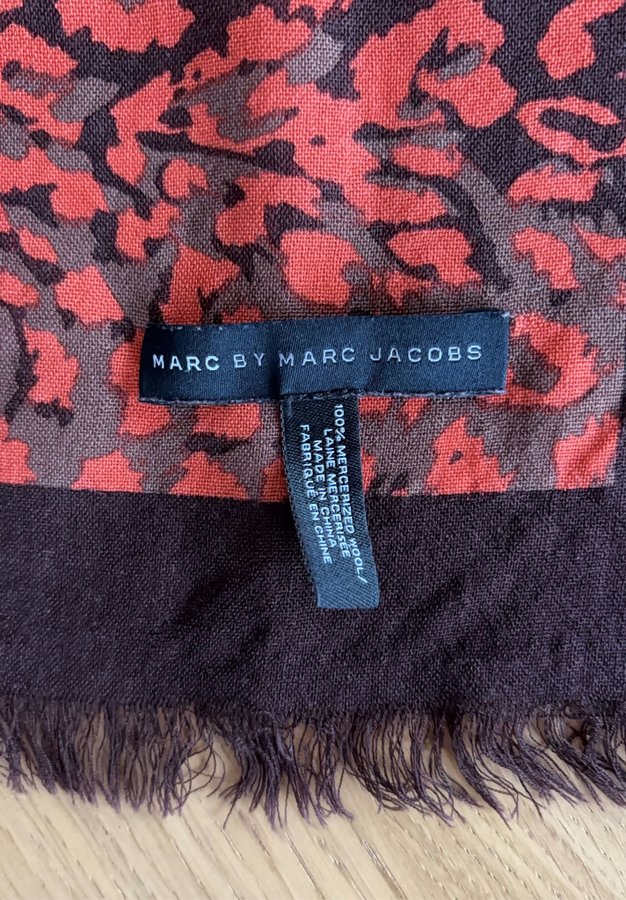 MARC BY MARC JACOBS
100% MERCERIZED WOOL/
LAINE MERCERISÉE
MADE IN CHINA
FABRIQUÉ EN CHINE